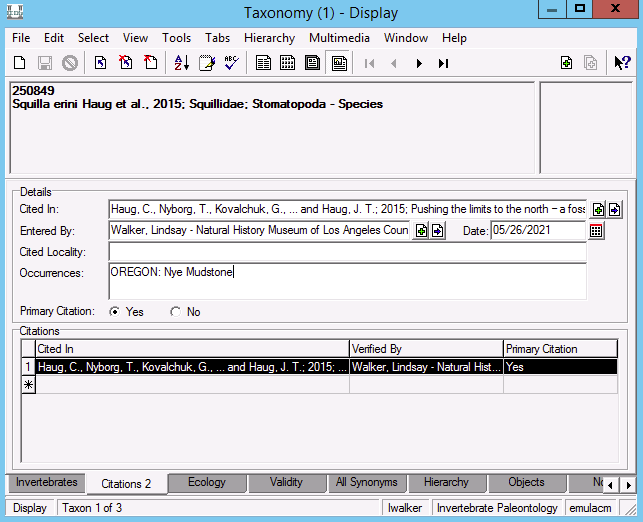 Taxonomy (1) - Display
File Edit Select View Tools Tabs Hierarchy Multimedia Window Help
250849
Squilla erini Haug et al., 2015; Squillidae; Stomatopoda - Species
Details
Cited In: Haug, C., Nyborg, T., Kovalchuk, G., ... and Haug, J. T.; 2015; Pushing the limits to the north – a foss
Entered By: Walker, Lindsay - Natural History Museum of Los Angeles Coun Date: 05/26/2021
Cited Locality:
Occurrences: OREGON: Nye Mudstone
Primary Citation: Yes No
Citations
Cited In Verified By Primary Citation
1 Haug, C., Nyborg, T., Kovalchuk, G., ... and Haug, J. T.; 2015; ... Walker, Lindsay - Natural Hist... Yes
Invertebrates Citations 2 Ecology Validity All Synonyms Hierarchy Objects No
Display Taxon 1 of 3 lwalker Invertebrate Paleontology emulacm